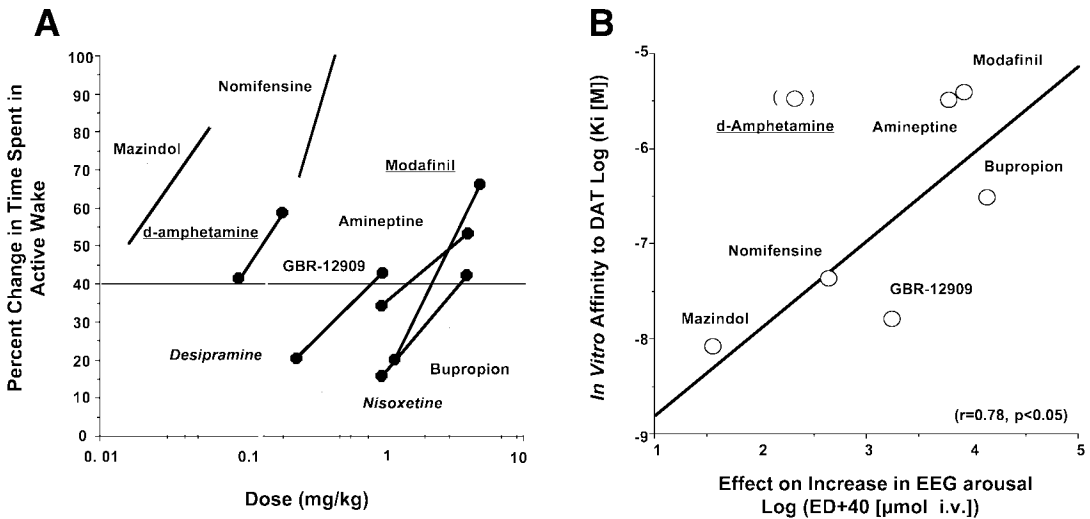 A
Percent Change in Time Spent in
Active Wake
100
90
80
70
60
50
40
30
20
10
0
Nomifensine
Mazindol
Modafinil
d-amphetamine
Amineptine
GBR-12909
Desipramine
Bupropion
Nisoxetine
0.01
0.1
1
10
Dose (mg/kg)
B
In Vitro Affinity to DAT Log (Ki [M])
-5
-6
-7
-8
-9
Modafinil
( )
d-Amphetamine
Amineptine
Bupropion
Nomifensine
GBR-12909
Mazindol
(r=0.78, p<0.05)
1
2
3
4
5
Effect on Increase in EEG arousal
Log (ED+40 [µmol i.v.])